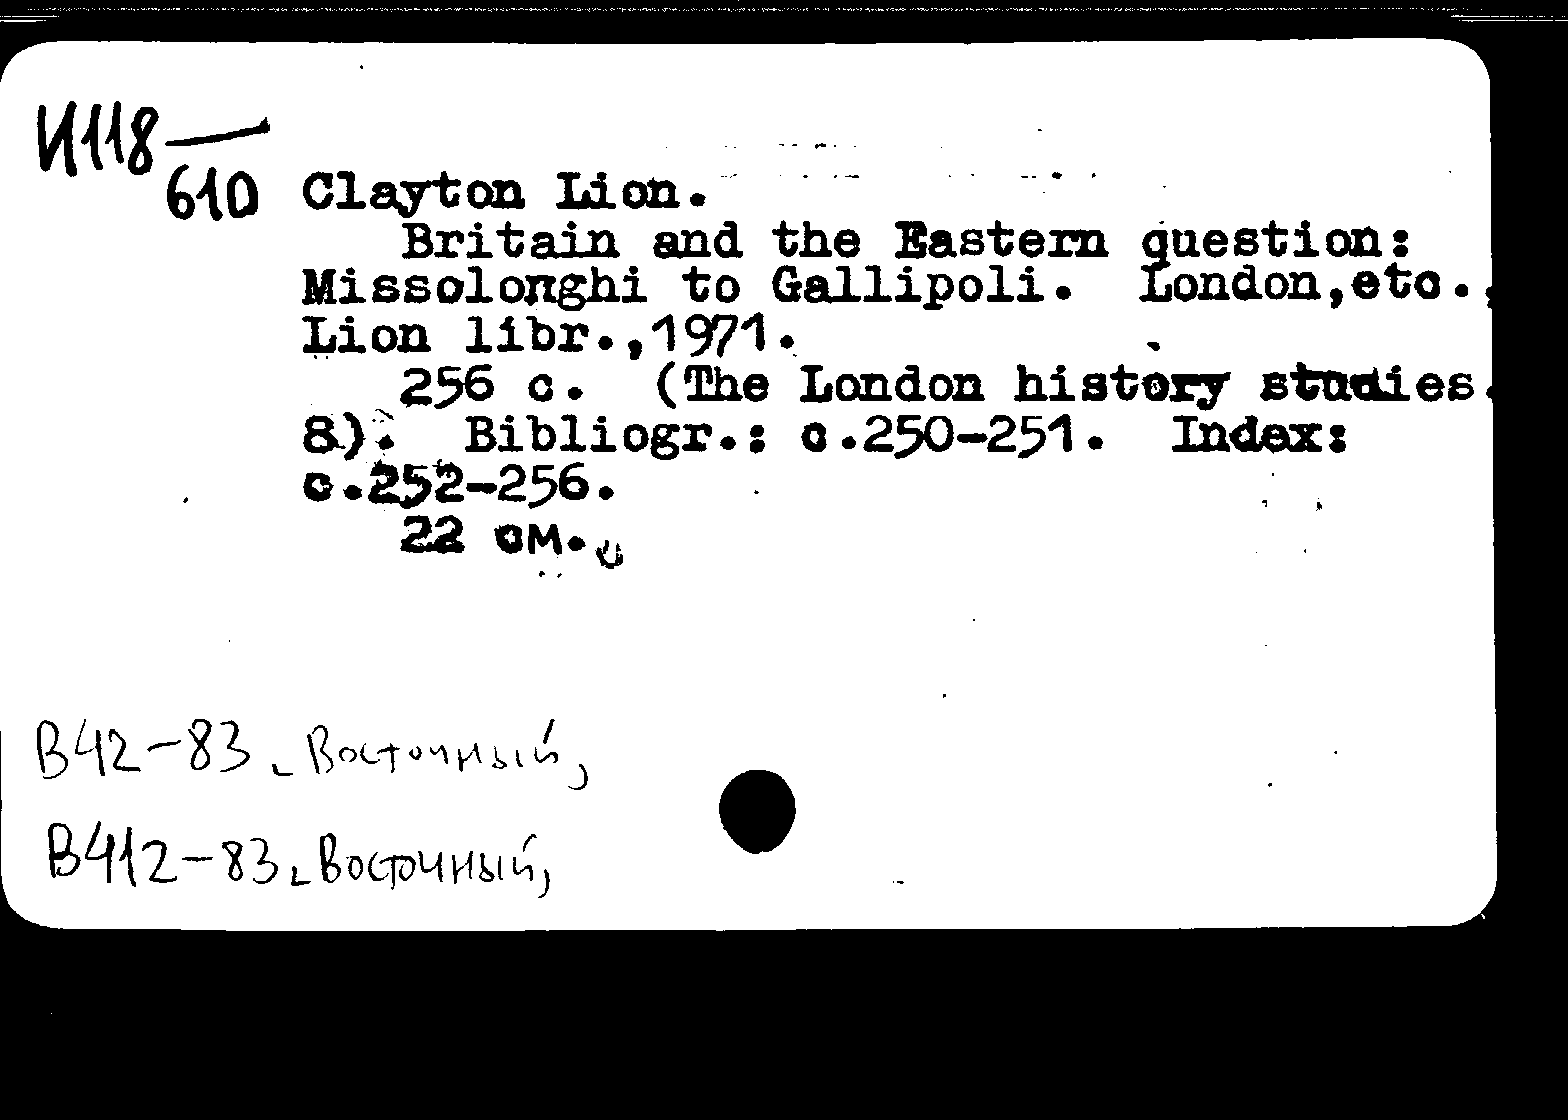 И118—
610
Clayton Lion.
Britain and the Eastern question:
Missolonghi to Gallipoli. London,etc.,
Lion libr.,1971.
256 с. (The London history studies.
8). Bibliogr.: с.250-251. Index:
с.252-256.
22 см.
В42-83 Восточный,
В412-83 Восточный,